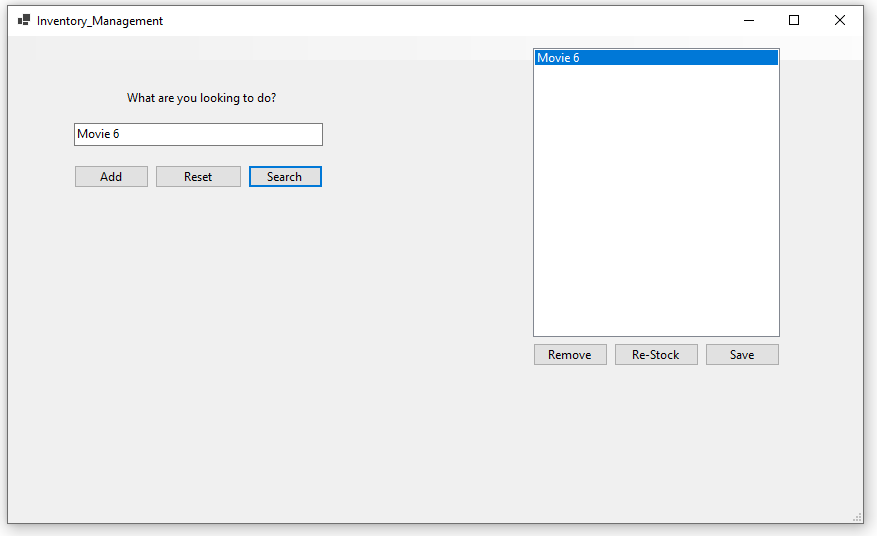 Inventory_Management
What are you looking to do?
Movie 6
Add Reset Search
Movie 6
Remove Re-Stock Save